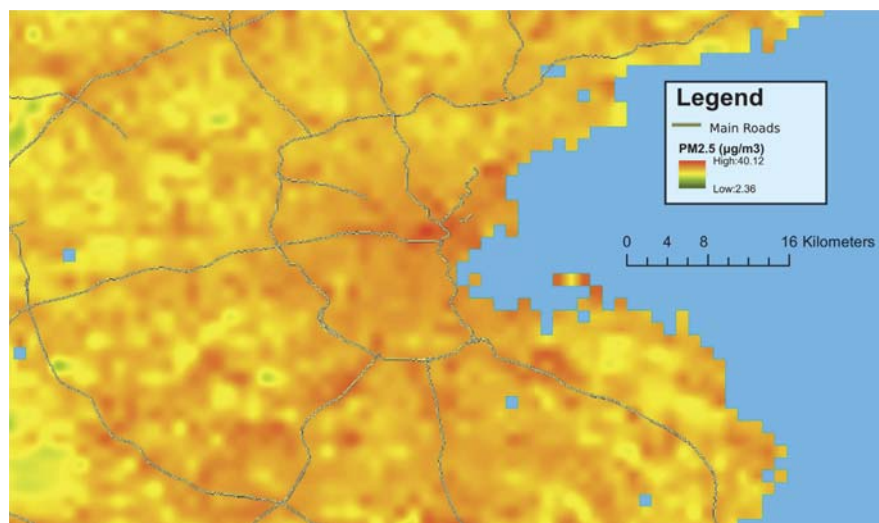 Legend
Main Roads
PM2.5 (µg/m3)
High:40.12
Low:2.36
0 4 8 16 Kilometers